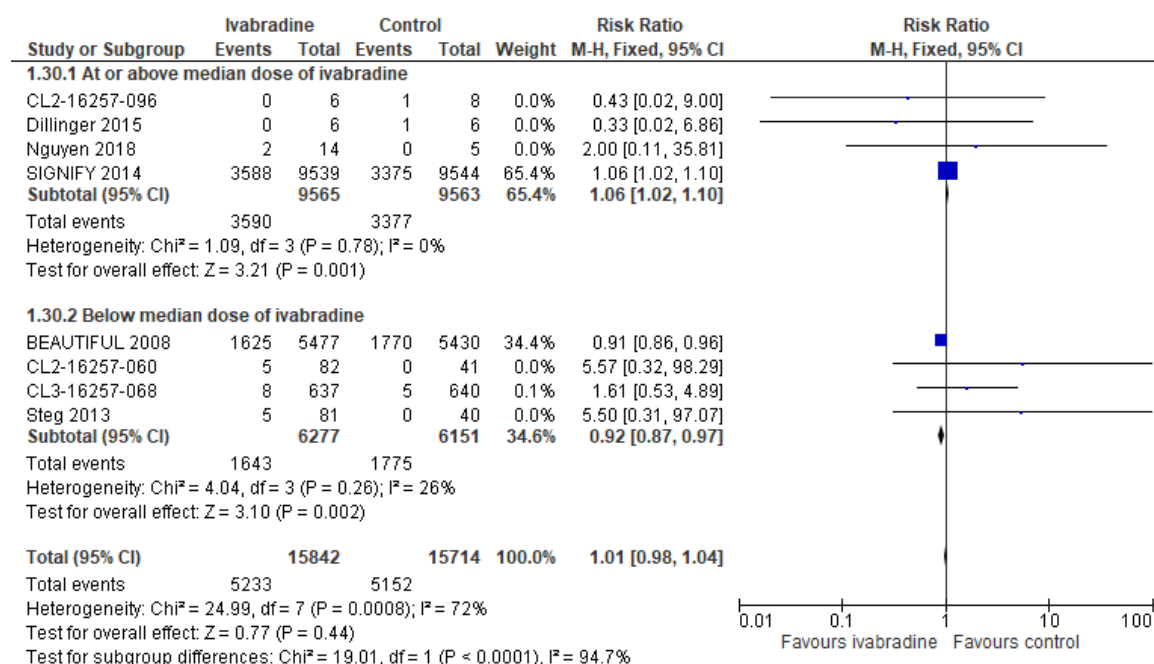 Ivabradine Control Risk Ratio Risk Ratio
Study or Subgroup Events Total Events Total Weight M-H, Fixed, 95% CI M-H, Fixed, 95% CI
1.30.1 At or above median dose of ivabradine
CL2-16257-096 0 6 1 8 0.0% 0.43 [0.02, 9.00]
Dillinger 2015 0 6 1 6 0.0% 0.33 [0.02, 6.86]
Nguyen 2018 2 14 0 5 0.0% 2.00 [0.11, 35.81]
SIGNIFY 2014 3588 9539 3375 9544 65.4% 1.06 [1.02, 1.10]
Subtotal (95% CI) 9565 9563 65.4% 1.06 [1.02, 1.10]
Total events 3590 3377
Heterogeneity: Chi² = 1.09, df = 3 (P = 0.78); I² = 0%
Test for overall effect: Z = 3.21 (P = 0.001)
1.30.2 Below median dose of ivabradine
BEAUTIFUL 2008 1625 5477 1770 5430 34.4% 0.91 [0.86, 0.96]
CL2-16257-060 5 82 0 41 0.0% 5.57 [0.32, 98.29]
CL3-16257-068 8 637 5 640 0.1% 1.61 [0.53, 4.89]
Steg 2013 5 81 0 40 0.0% 5.50 [0.31, 97.07]
Subtotal (95% CI) 6277 6151 34.6% 0.92 [0.87, 0.97]
Total events 1643 1775
Heterogeneity: Chi² = 4.04, df = 3 (P = 0.26); I² = 26%
Test for overall effect: Z = 3.10 (P = 0.002)
Total (95% CI) 15842 15714 100.0% 1.01 [0.98, 1.04]
Total events 5233 5152
Heterogeneity: Chi² = 24.99, df = 7 (P = 0.0008); I² = 72%
Test for overall effect: Z = 0.77 (P = 0.44)
Test for subgroup differences: Chi² = 19.01, df = 1 (P < 0.0001), I² = 94.7%
0.01 0.1 1 10 100
Favours ivabradine Favours control